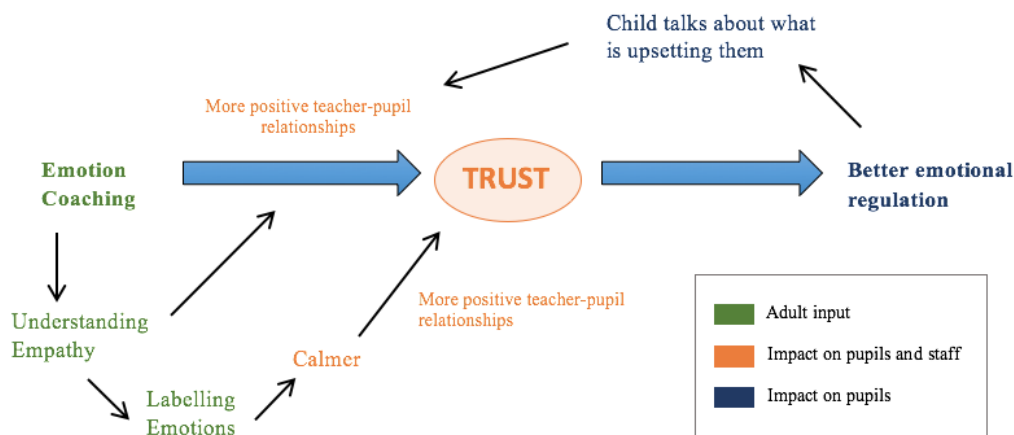 Child talks about what
is upsetting them
More positive teacher-pupil
relationships
Emotion
Coaching
TRUST
Better emotional
regulation
Understanding
Empathy
More positive teacher-pupil
relationships
Calmer
Labelling
Emotions
Adult input
Impact on pupils and staff
Impact on pupils